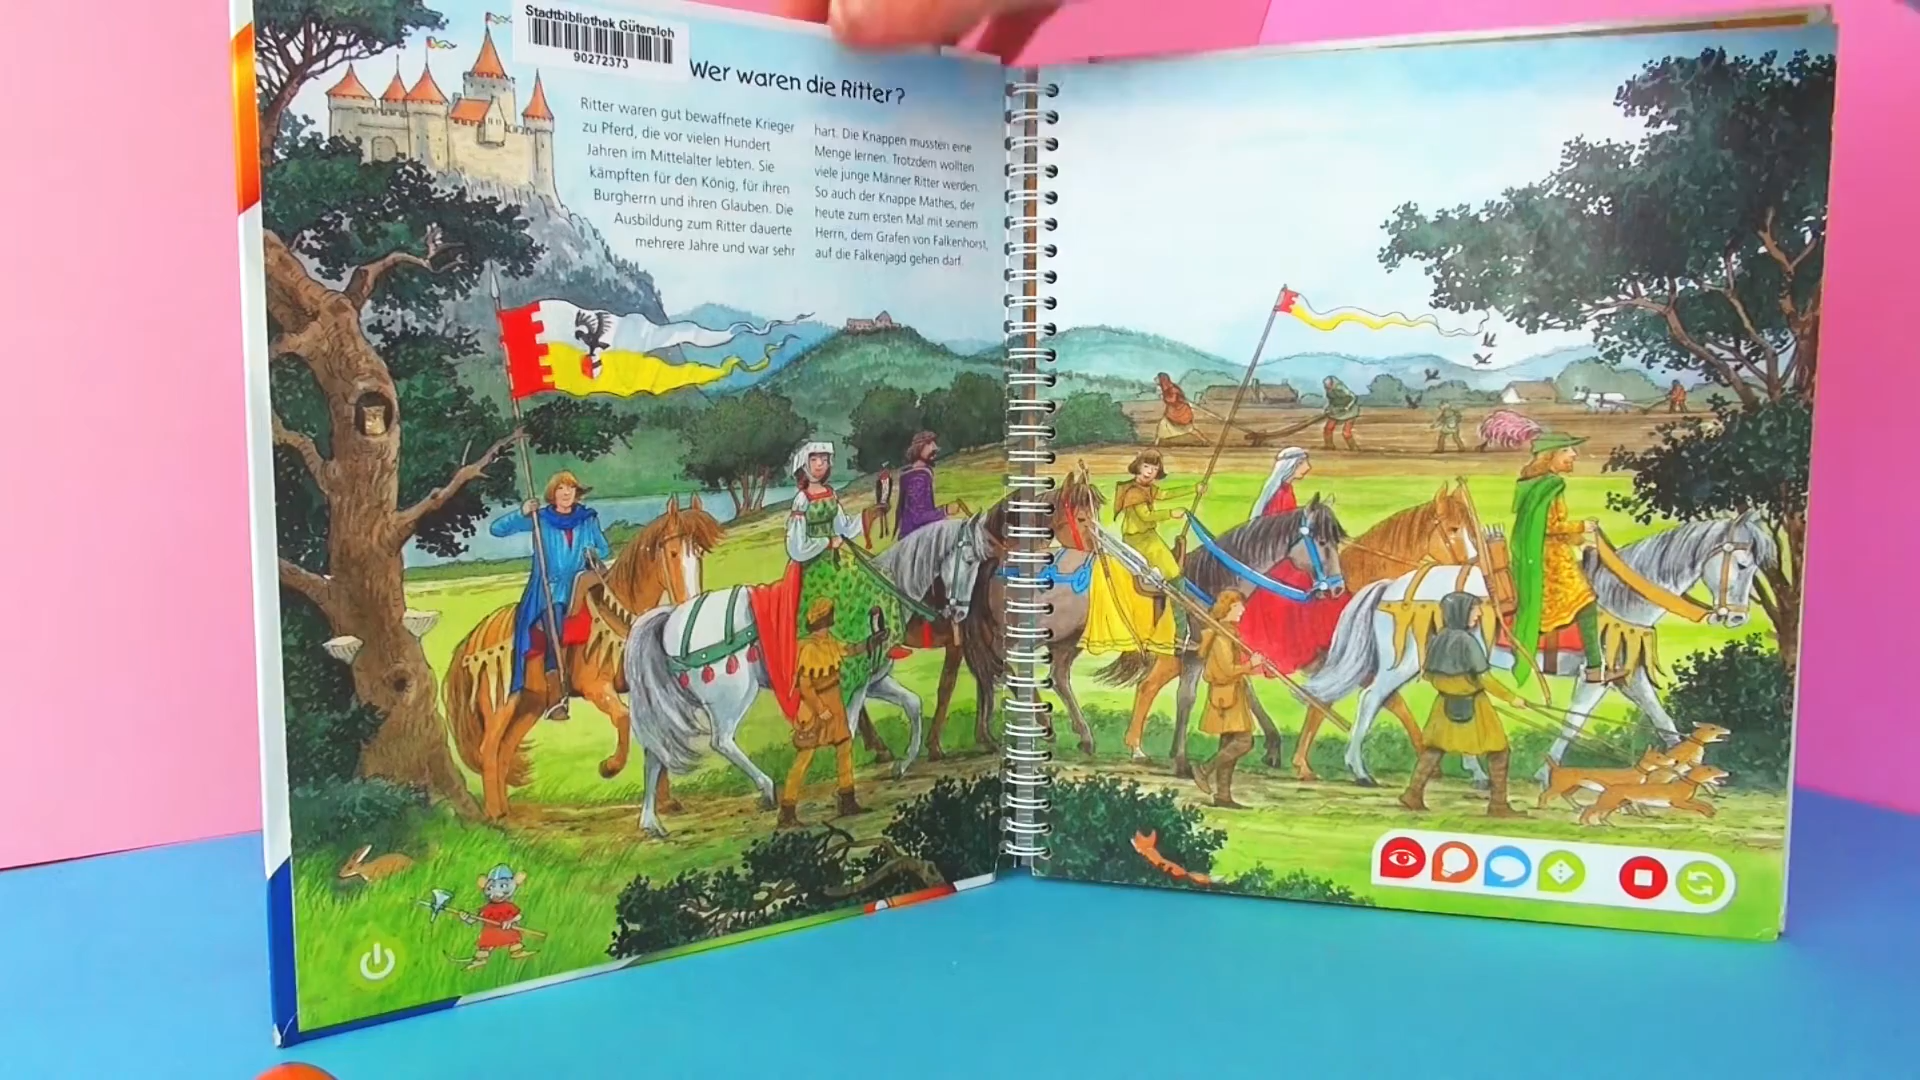 Stadtbibliothek Gütersloh
90272373
Wer waren die Ritter?
Ritter waren gut bewaffnete Krieger
zu Pferd, die vor vielen Hundert
Jahren im Mittelalter lebten. Sie
kämpften für den König, für ihren
Burgherrn und ihren Glauben. Die
Ausbildung zum Ritter dauerte
mehrere Jahre und war sehr
hart. Die Knappen mussten eine
Menge lernen. Trotzdem wollten
viele junge Männer Ritter werden.
So auch der Knappe Mathes, der
heute zum ersten Mal mit seinem
Herrn, dem Grafen von Falkenhorst,
auf die Falkenjagd gehen darf.